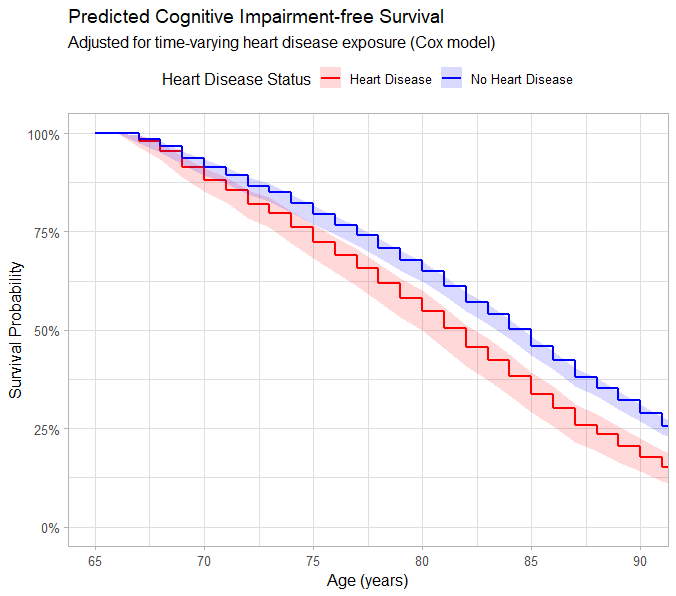 Predicted Cognitive Impairment-free Survival
Adjusted for time-varying heart disease exposure (Cox model)
Heart Disease Status Heart Disease No Heart Disease
100%
75%
50%
25%
0%
Survival Probability
65 70 75 80 85 90
Age (years)